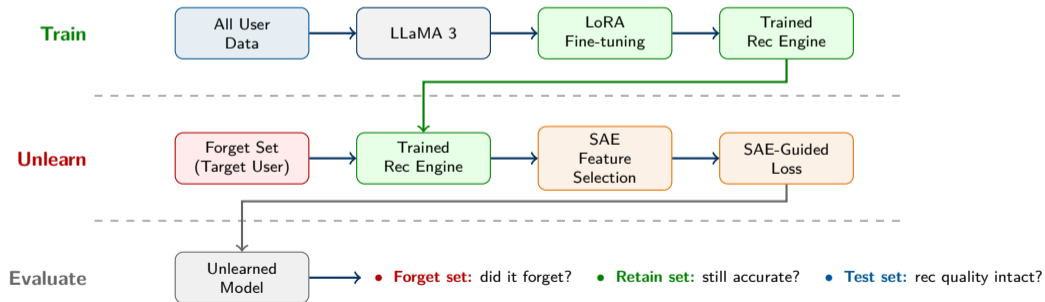 Train
All User
Data
LLaMA 3
LoRA
Fine-tuning
Trained
Rec Engine
Unlearn
Forget Set
(Target User)
Trained
Rec Engine
SAE
Feature
Selection
SAE-Guided
Loss
Evaluate
Unlearned
Model
• Forget set: did it forget?
• Retain set: still accurate?
• Test set: rec quality intact?